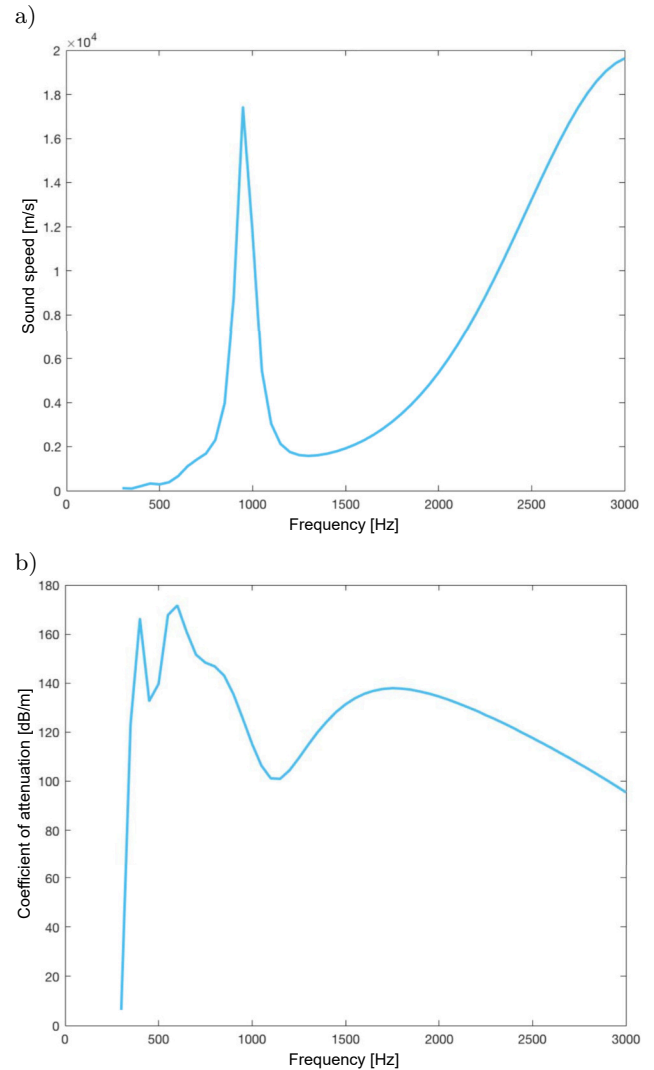 a)
×10⁴
2
1.8
1.6
1.4
1.2
1
0.8
0.6
0.4
0.2
0
Sound speed [m/s]
0 500 1000 1500 2000 2500 3000
Frequency [Hz]
b)
180
160
140
120
100
80
60
40
20
0
Coefficient of attenuation [dB/m]
0 500 1000 1500 2000 2500 3000
Frequency [Hz]